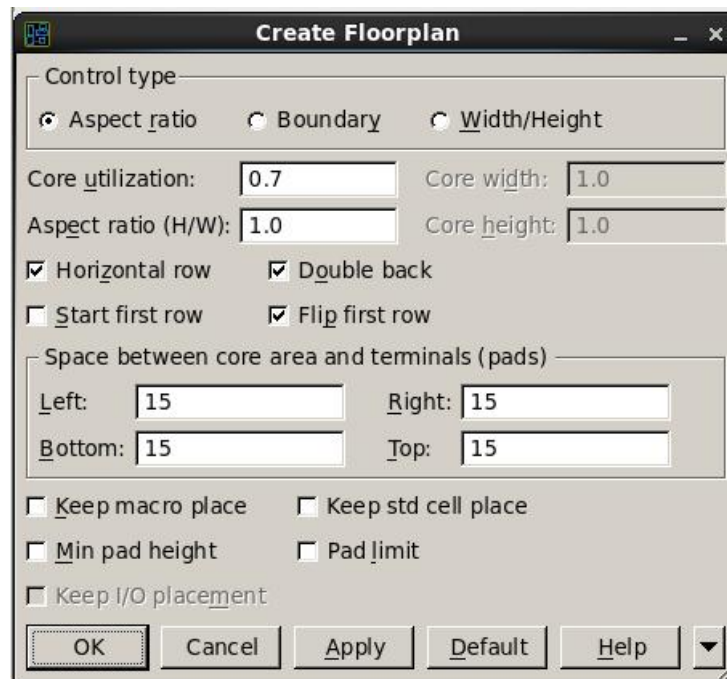 Create Floorplan
Control type
Aspect ratio Boundary Width/Height
Core utilization: 0.7 Core width: 1.0
Aspect ratio (H/W): 1.0 Core height: 1.0
Horizontal row Double back
Start first row Flip first row
Space between core area and terminals (pads)
Left: 15 Right: 15
Bottom: 15 Top: 15
Keep macro place Keep std cell place
Min pad height Pad limit
Keep I/O placement
OK Cancel Apply Default Help